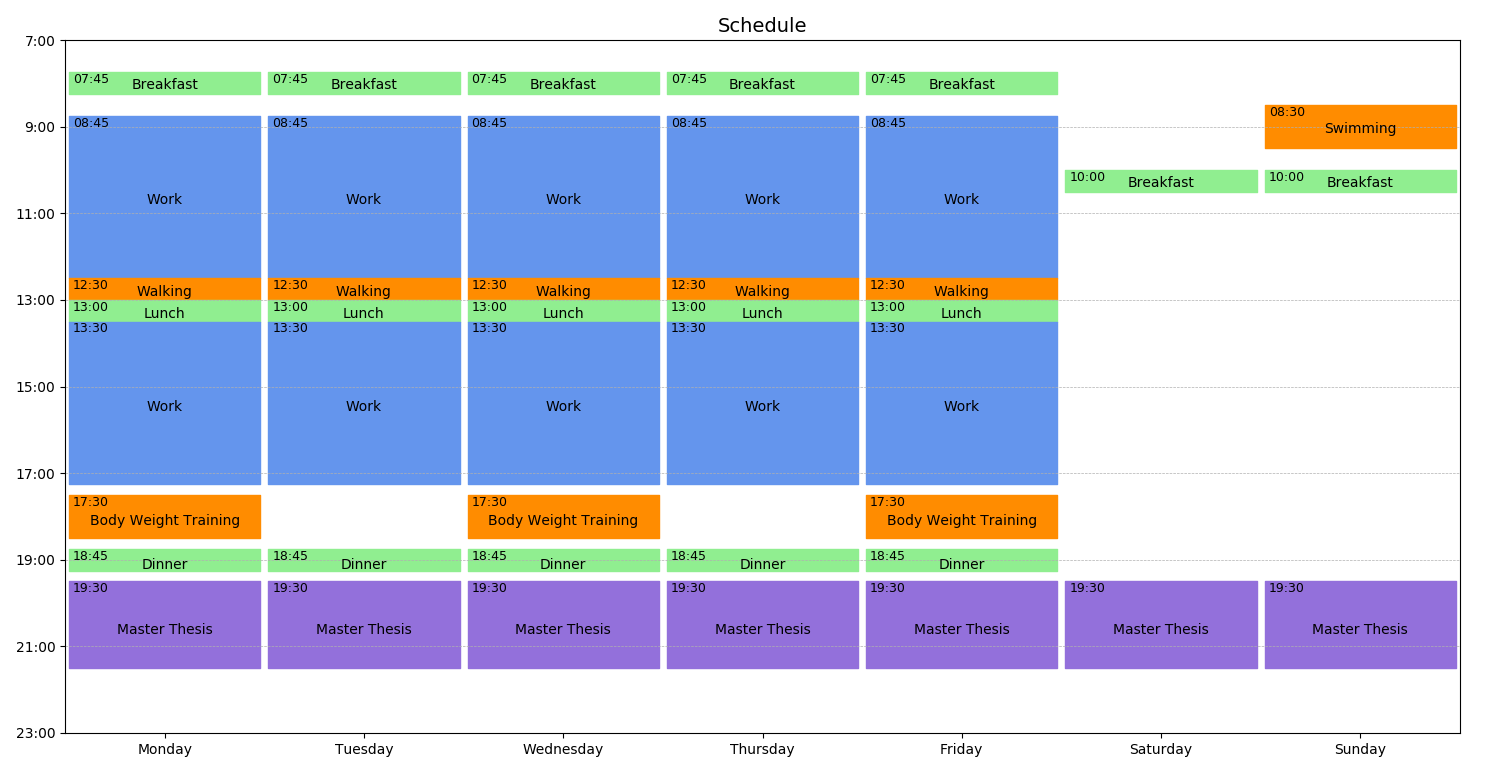 Schedule
7:00
07:45 Breakfast 07:45 Breakfast 07:45 Breakfast 07:45 Breakfast 07:45 Breakfast
08:30 Swimming
9:00
08:45 Work 08:45 Work 08:45 Work 08:45 Work 08:45 Work
10:00 Breakfast 10:00 Breakfast
11:00
12:30 Walking 12:30 Walking 12:30 Walking 12:30 Walking 12:30 Walking
13:00
13:00 Lunch 13:00 Lunch 13:00 Lunch 13:00 Lunch 13:00 Lunch
13:30 Work 13:30 Work 13:30 Work 13:30 Work 13:30 Work
15:00
17:00
17:30 Body Weight Training 17:30 Body Weight Training 17:30 Body Weight Training
18:45 Dinner 18:45 Dinner 18:45 Dinner 18:45 Dinner 18:45 Dinner
19:00
19:30 Master Thesis 19:30 Master Thesis 19:30 Master Thesis 19:30 Master Thesis 19:30 Master Thesis 19:30 Master Thesis 19:30 Master Thesis
21:00
23:00
Monday Tuesday Wednesday Thursday Friday Saturday Sunday